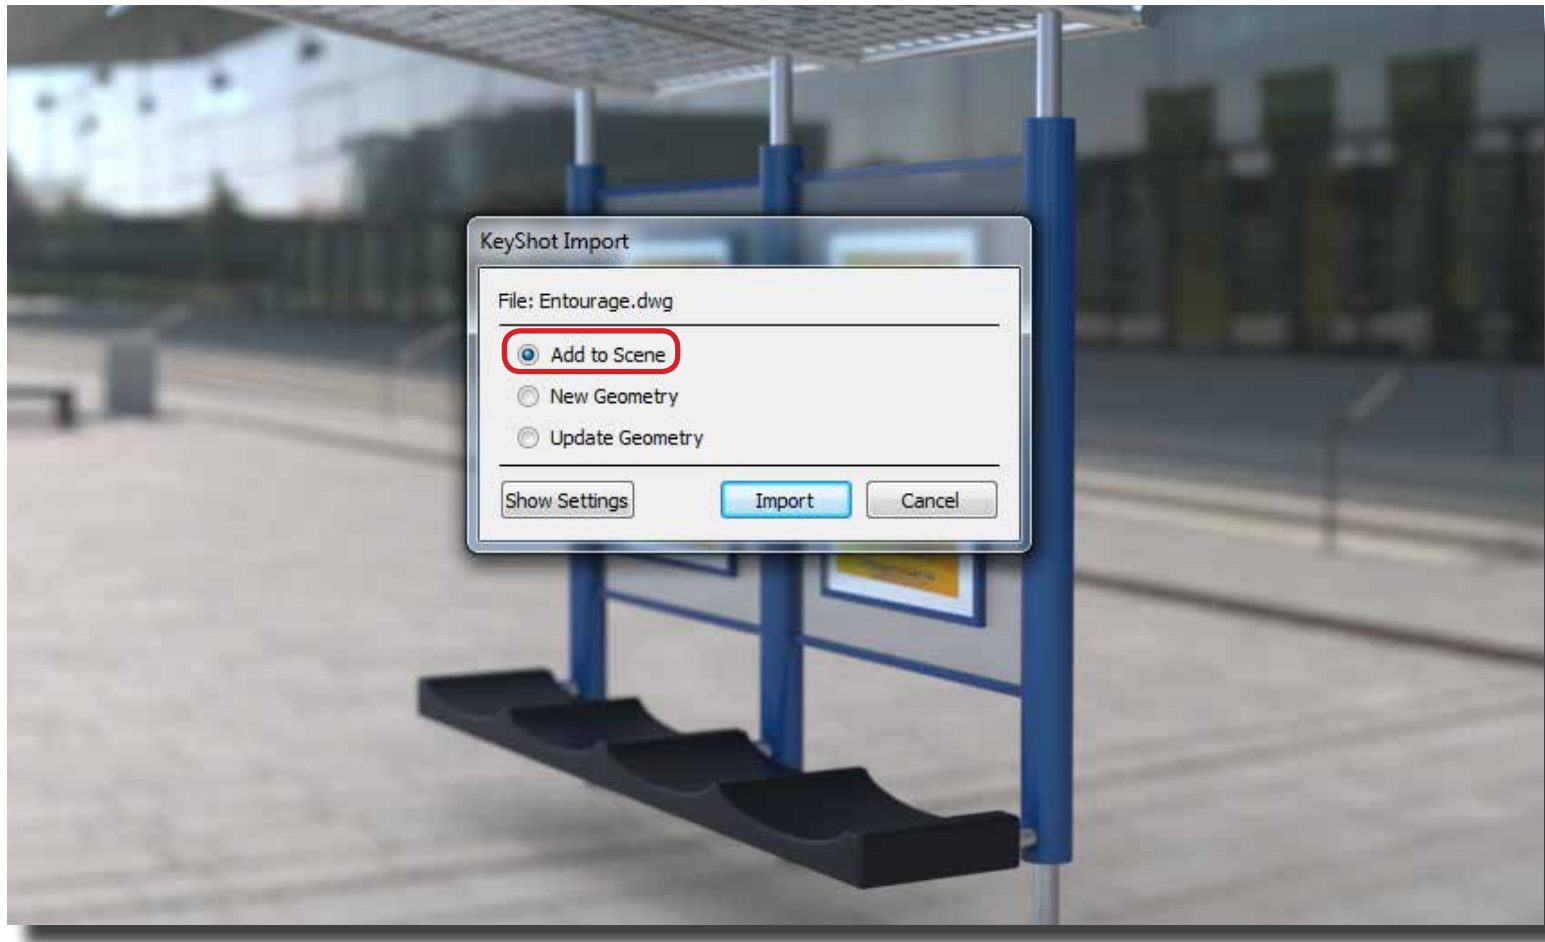 KeyShot Import
File: Entourage.dwg
Add to Scene
New Geometry
Update Geometry
Show Settings
Import
Cancel